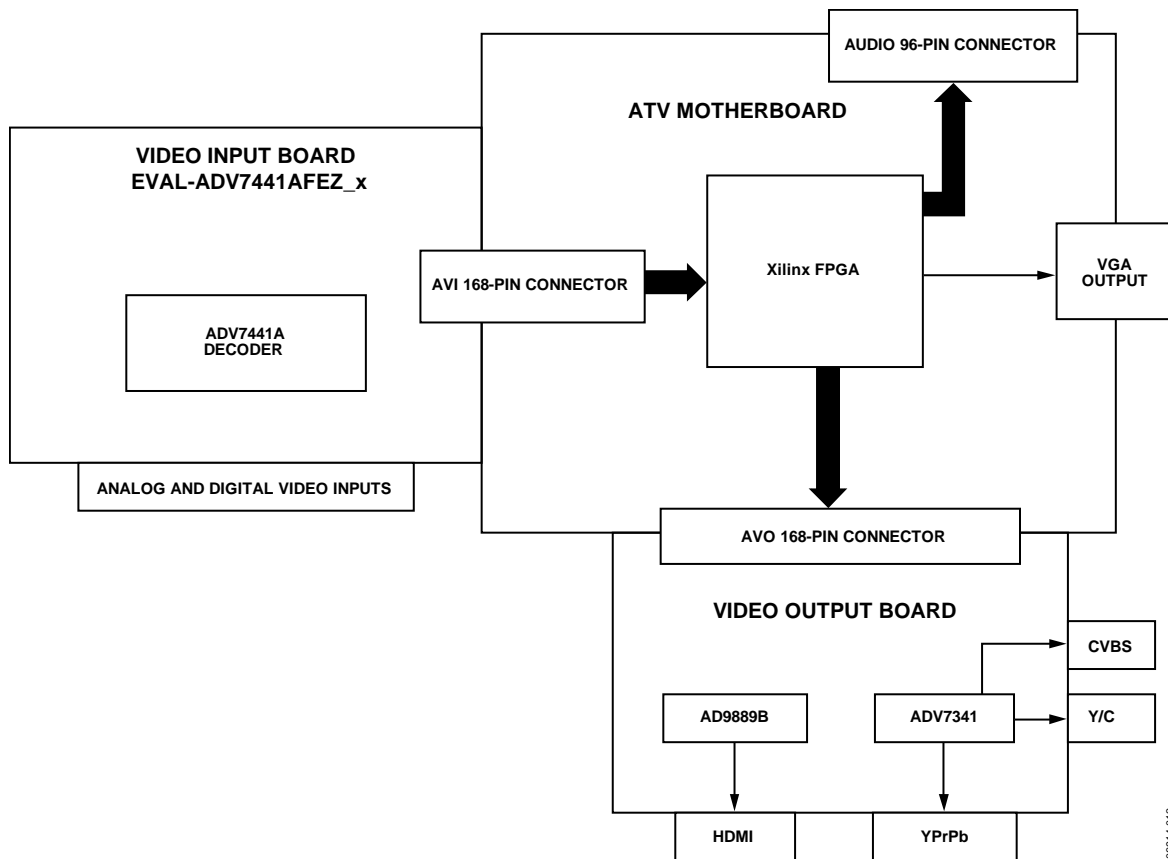 AUDIO 96-PIN CONNECTOR
ATV MOTHERBOARD
VIDEO INPUT BOARD
EVAL-ADV7441AFEZ_x
AVI 168-PIN CONNECTOR
Xilinx FPGA
VGA
OUTPUT
ADV7441A
DECODER
ANALOG AND DIGITAL VIDEO INPUTS
AVO 168-PIN CONNECTOR
VIDEO OUTPUT BOARD
CVBS
AD9889B
ADV7341
Y/C
HDMI
YPrPb